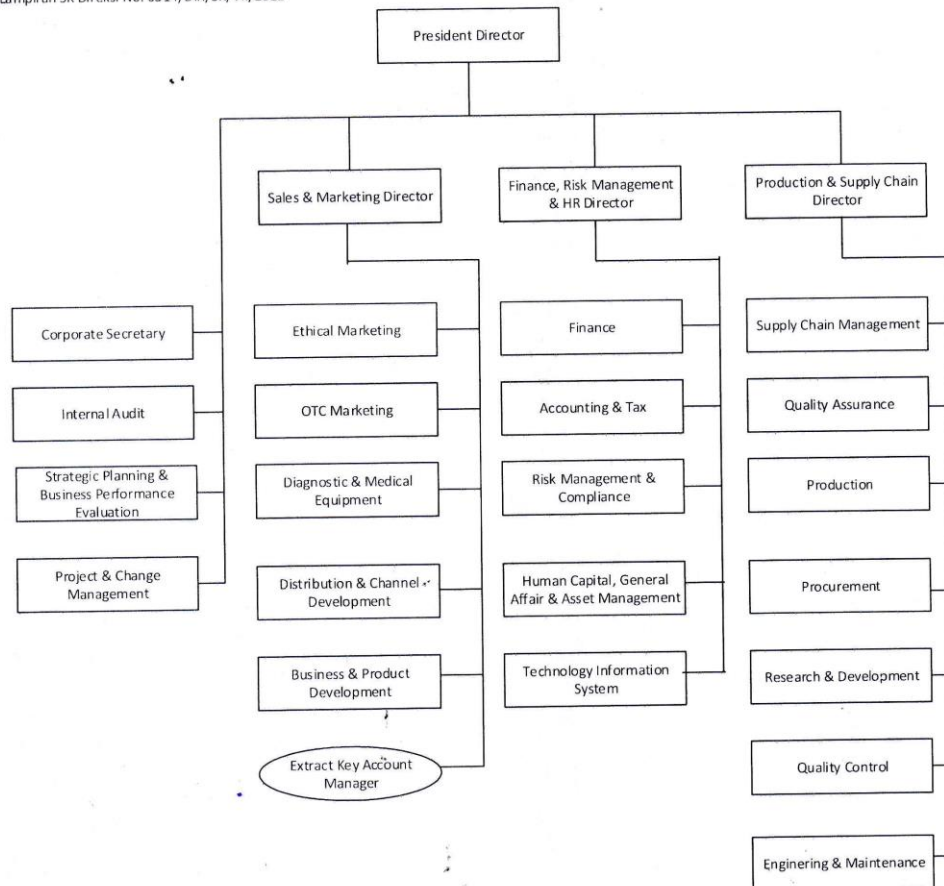 President Director
Sales & Marketing Director
Finance, Risk Management
& HR Director
Production & Supply Chain
Director
Corporate Secretary
Internal Audit
Strategic Planning &
Business Performance
Evaluation
Project & Change
Management
Ethical Marketing
OTC Marketing
Diagnostic & Medical
Equipment
Distribution & Channel
Development
Business & Product
Development
Extract Key Account
Manager
Finance
Accounting & Tax
Risk Management &
Compliance
Human Capital, General
Affair & Asset Management
Technology Information
System
Supply Chain Management
Quality Assurance
Production
Procurement
Research & Development
Quality Control
Enginering & Maintenance